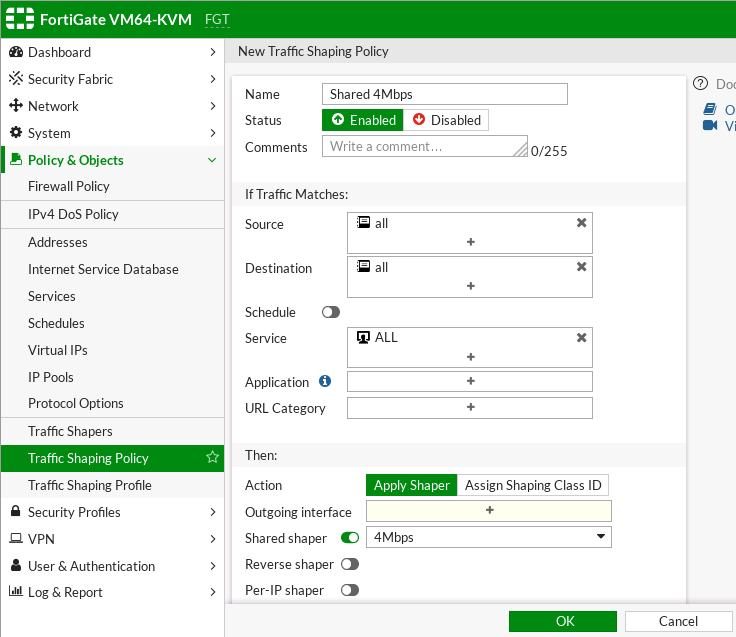 FortiGate VM64-KVM FGT
Dashboard
Security Fabric
Network
System
Policy & Objects
Firewall Policy
IPv4 DoS Policy
Addresses
Internet Service Database
Services
Schedules
Virtual IPs
IP Pools
Protocol Options
Traffic Shapers
Traffic Shaping Policy
Traffic Shaping Profile
Security Profiles
VPN
User & Authentication
Log & Report
New Traffic Shaping Policy
Name Shared 4Mbps
Status Enabled Disabled
Comments Write a comment... 0/255
If Traffic Matches:
Source all
+
Destination all
+
Schedule
Service ALL
+
Application +
URL Category +
Then:
Action Apply Shaper Assign Shaping Class ID
Outgoing interface +
Shared shaper 4Mbps
Reverse shaper
Per-IP shaper
OK Cancel